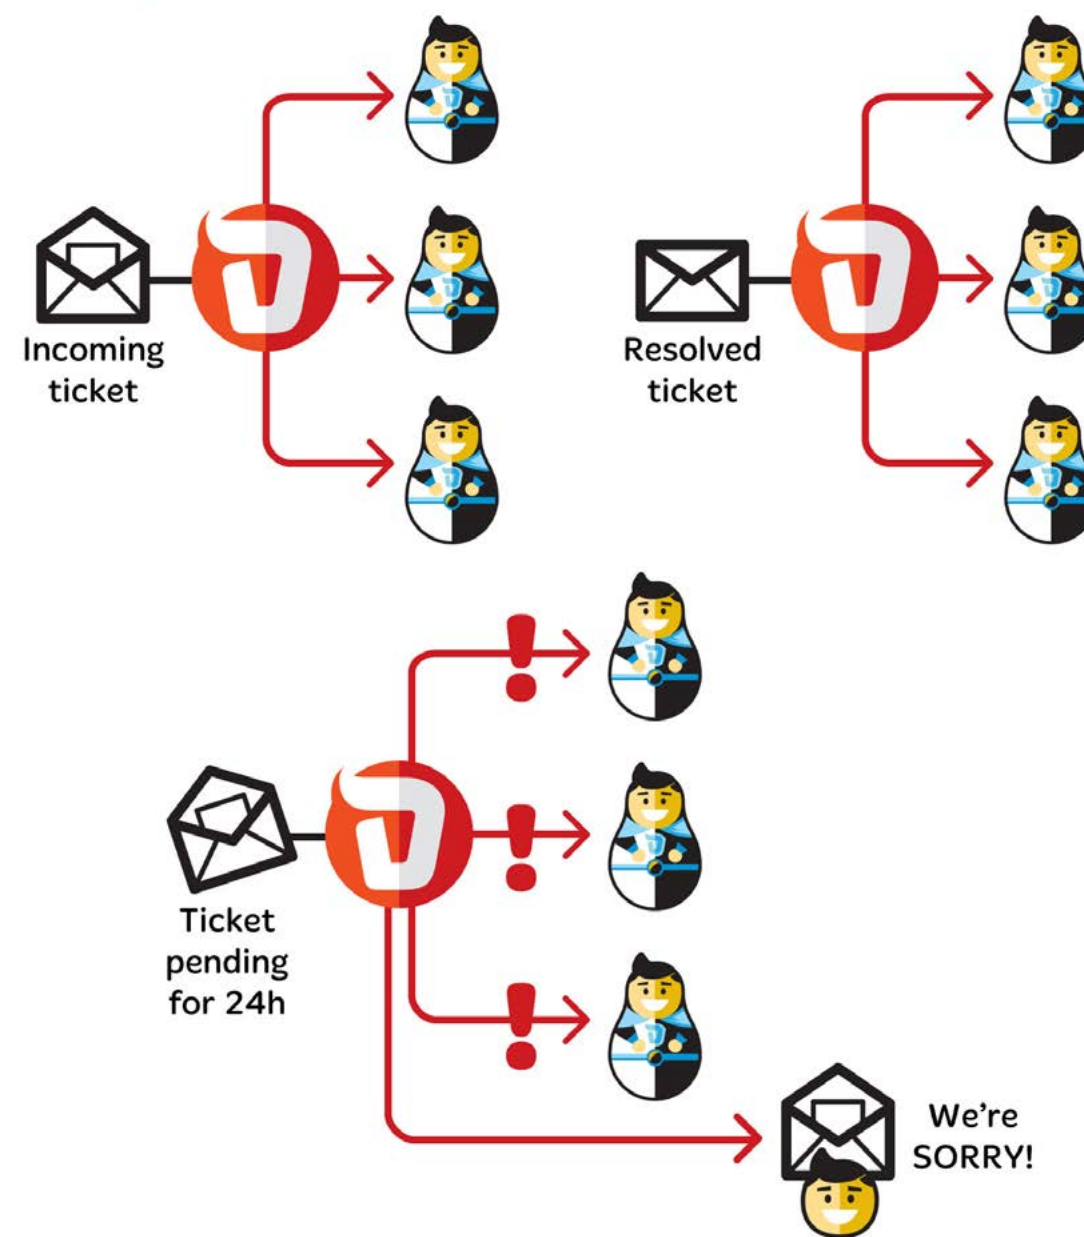 Incoming
ticket
Resolved
ticket
Ticket
pending
for 24h
We're
SORRY!